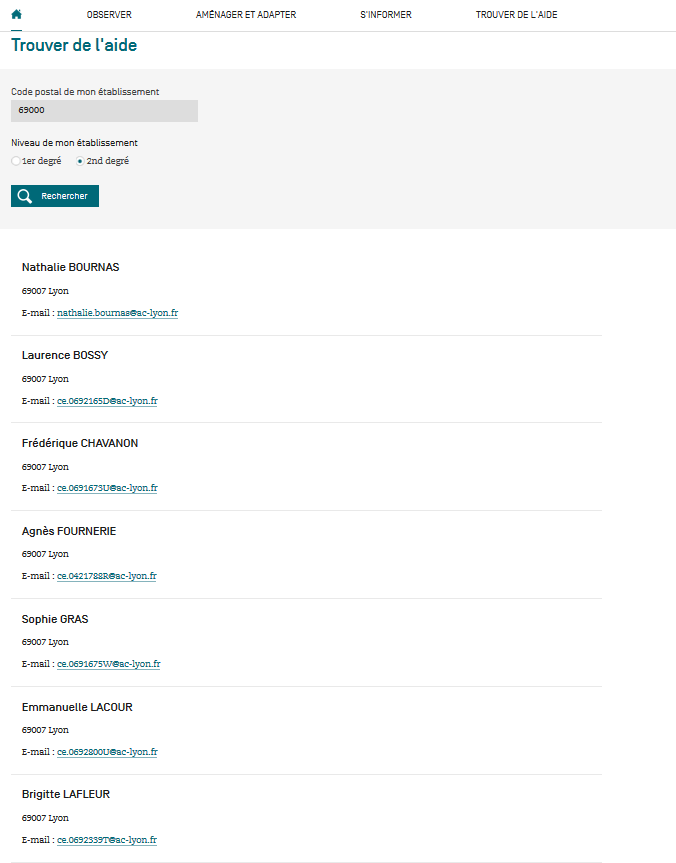 OBSERVER AMÉNAGER ET ADAPTER S'INFORMER TROUVER DE L'AIDE
Trouver de l'aide
Code postal de mon établissement
69000
Niveau de mon établissement
1er degré 2nd degré
Rechercher
Nathalie BOURNAS
69007 Lyon
E-mail : nathalie.bournas@ac-lyon.fr
Laurence BOSSY
69007 Lyon
E-mail : ce.0692165D@ac-lyon.fr
Frédérique CHAVANON
69007 Lyon
E-mail : ce.0691673U@ac-lyon.fr
Agnès FOURNERIE
69007 Lyon
E-mail : ce.0421788R@ac-lyon.fr
Sophie GRAS
69007 Lyon
E-mail : ce.0691675W@ac-lyon.fr
Emmanuelle LACOUR
69007 Lyon
E-mail : ce.0692800U@ac-lyon.fr
Brigitte LAFLEUR
69007 Lyon
E-mail : ce.0692339T@ac-lyon.fr